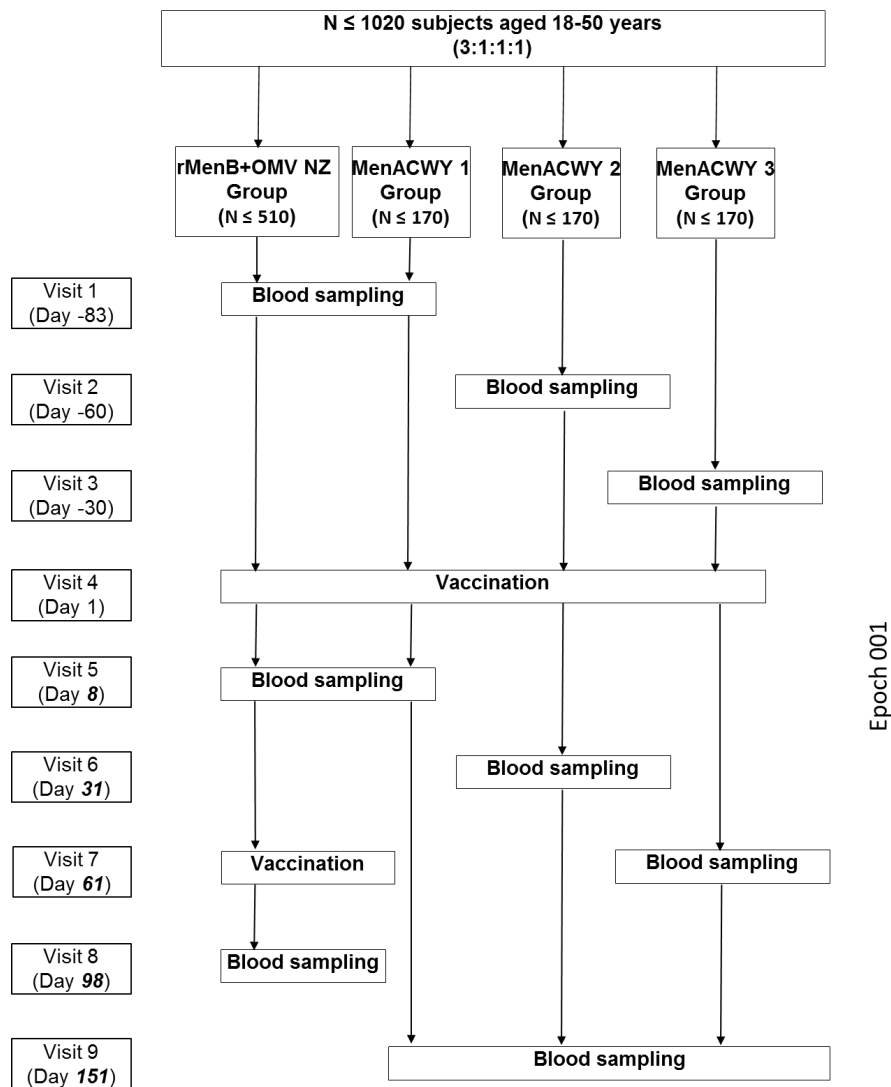 N ≤ 1020 subjects aged 18-50 years
(3:1:1:1)
rMenB+OMV NZ
Group
(N ≤ 510)
MenACWY 1
Group
(N ≤ 170)
MenACWY 2
Group
(N ≤ 170)
MenACWY 3
Group
(N ≤ 170)
Visit 1
(Day -83)
Blood sampling
Visit 2
(Day -60)
Blood sampling
Visit 3
(Day -30)
Blood sampling
Visit 4
(Day 1)
Vaccination
Visit 5
(Day 8)
Blood sampling
Visit 6
(Day 31)
Blood sampling
Visit 7
(Day 61)
Vaccination
Blood sampling
Visit 8
(Day 98)
Blood sampling
Visit 9
(Day 151)
Blood sampling
Epoch 001